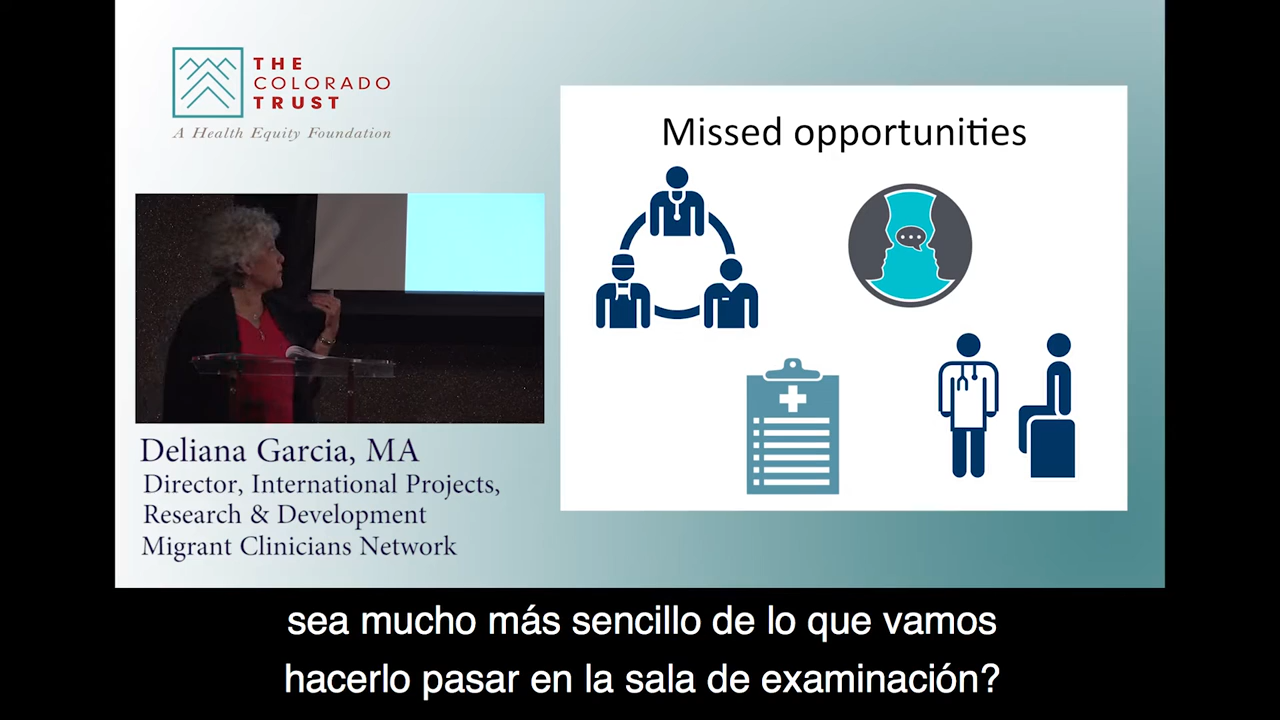 THE
COLORADO
TRUST
A Health Equity Foundation
Missed opportunities
Deliana Garcia, MA
Director, International Projects,
Research & Development
Migrant Clinicians Network
sea mucho más sencillo de lo que vamos
hacerlo pasar en la sala de examinación?